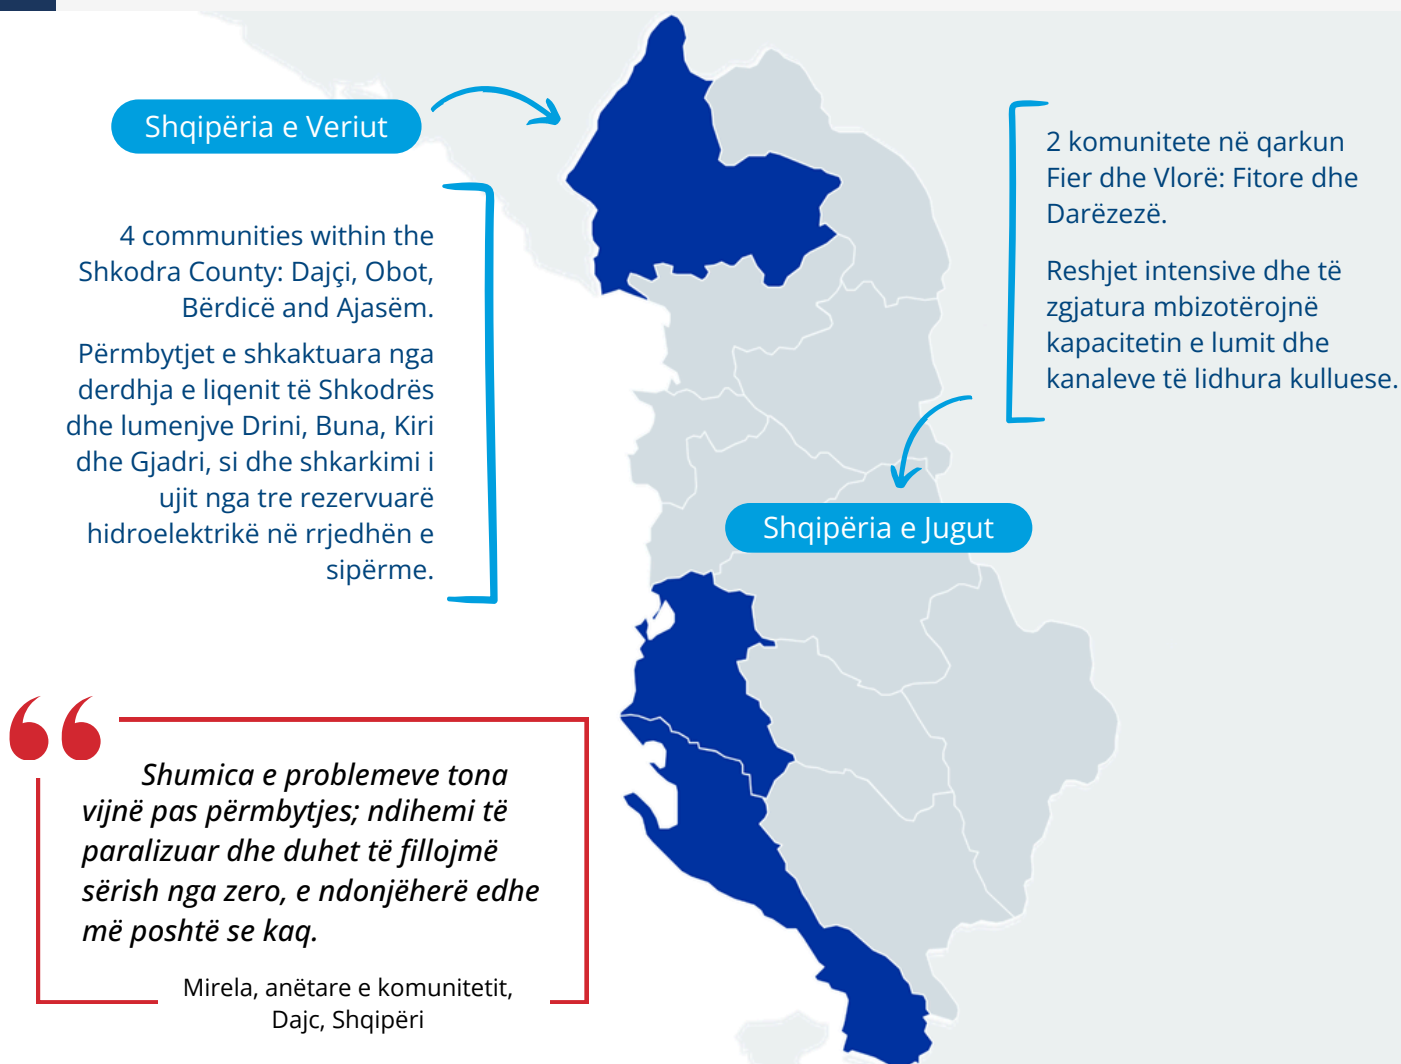 Shqipëria e Veriut
4 communities within the
Shkodra County: Dajçi, Obot,
Bërdicë and Ajasëm.
Përmbytjet e shkaktuara nga
derdhja e liqenit të Shkodrës
dhe lumenjve Drini, Buna, Kiri
dhe Gjadri, si dhe shkarkimi i
ujit nga tre rezervuarë
hidroelektrikë në rrjedhën e
sipërme.
2 komunitete në qarkun
Fier dhe Vlorë: Fitore dhe
Darëzezë.
Reshjet intensive dhe të
zgjatura mbizotërojnë
kapacitetin e lumit dhe
kanaleve të lidhura kulluese.
Shqipëria e Jugut
“
Shumica e problemeve tona
vijnë pas përmbytjes; ndihemi të
paralizuar dhe duhet të fillojmë
sërish nga zero, e ndonjëherë edhe
më poshtë se kaq.
Mirela, anëtare e komunitetit,
Dajc, Shqipëri